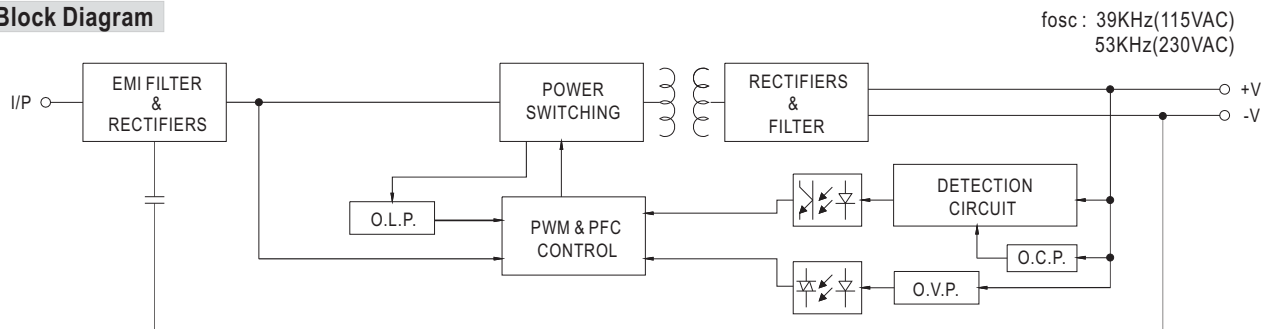 Block Diagram
fosc : 39KHz(115VAC)
53KHz(230VAC)
I/P
EMI FILTER
&
RECTIFIERS
POWER
SWITCHING
RECTIFIERS
&
FILTER
+V
-V
O.L.P.
PWM & PFC
CONTROL
DETECTION
CIRCUIT
O.C.P.
O.V.P.